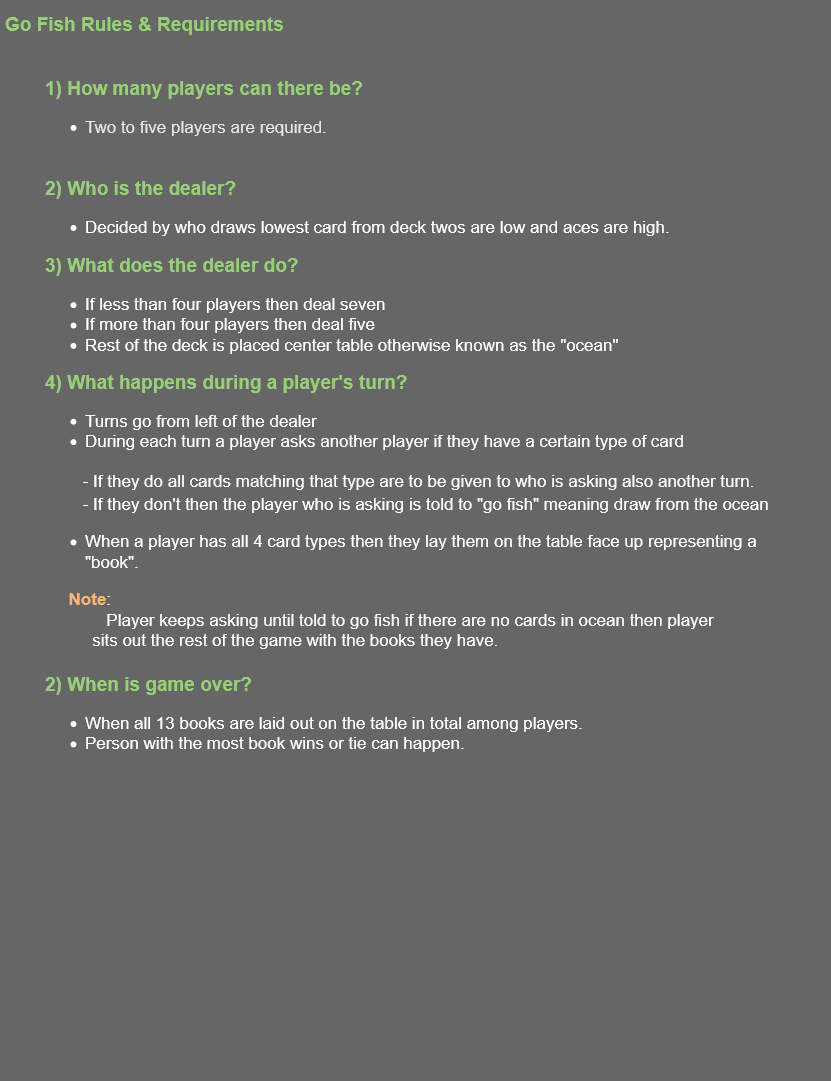 Go Fish Rules & Requirements
1) How many players can there be?
• Two to five players are required.
2) Who is the dealer?
• Decided by who draws lowest card from deck twos are low and aces are high.
3) What does the dealer do?
• If less than four players then deal seven
• If more than four players then deal five
• Rest of the deck is placed center table otherwise known as the "ocean"
4) What happens during a player's turn?
• Turns go from left of the dealer
• During each turn a player asks another player if they have a certain type of card
- If they do all cards matching that type are to be given to who is asking also another turn.
- If they don't then the player who is asking is told to "go fish" meaning draw from the ocean
• When a player has all 4 card types then they lay them on the table face up representing a
"book".
Note:
Player keeps asking until told to go fish if there are no cards in ocean then player
sits out the rest of the game with the books they have.
2) When is game over?
• When all 13 books are laid out on the table in total among players.
• Person with the most book wins or tie can happen.